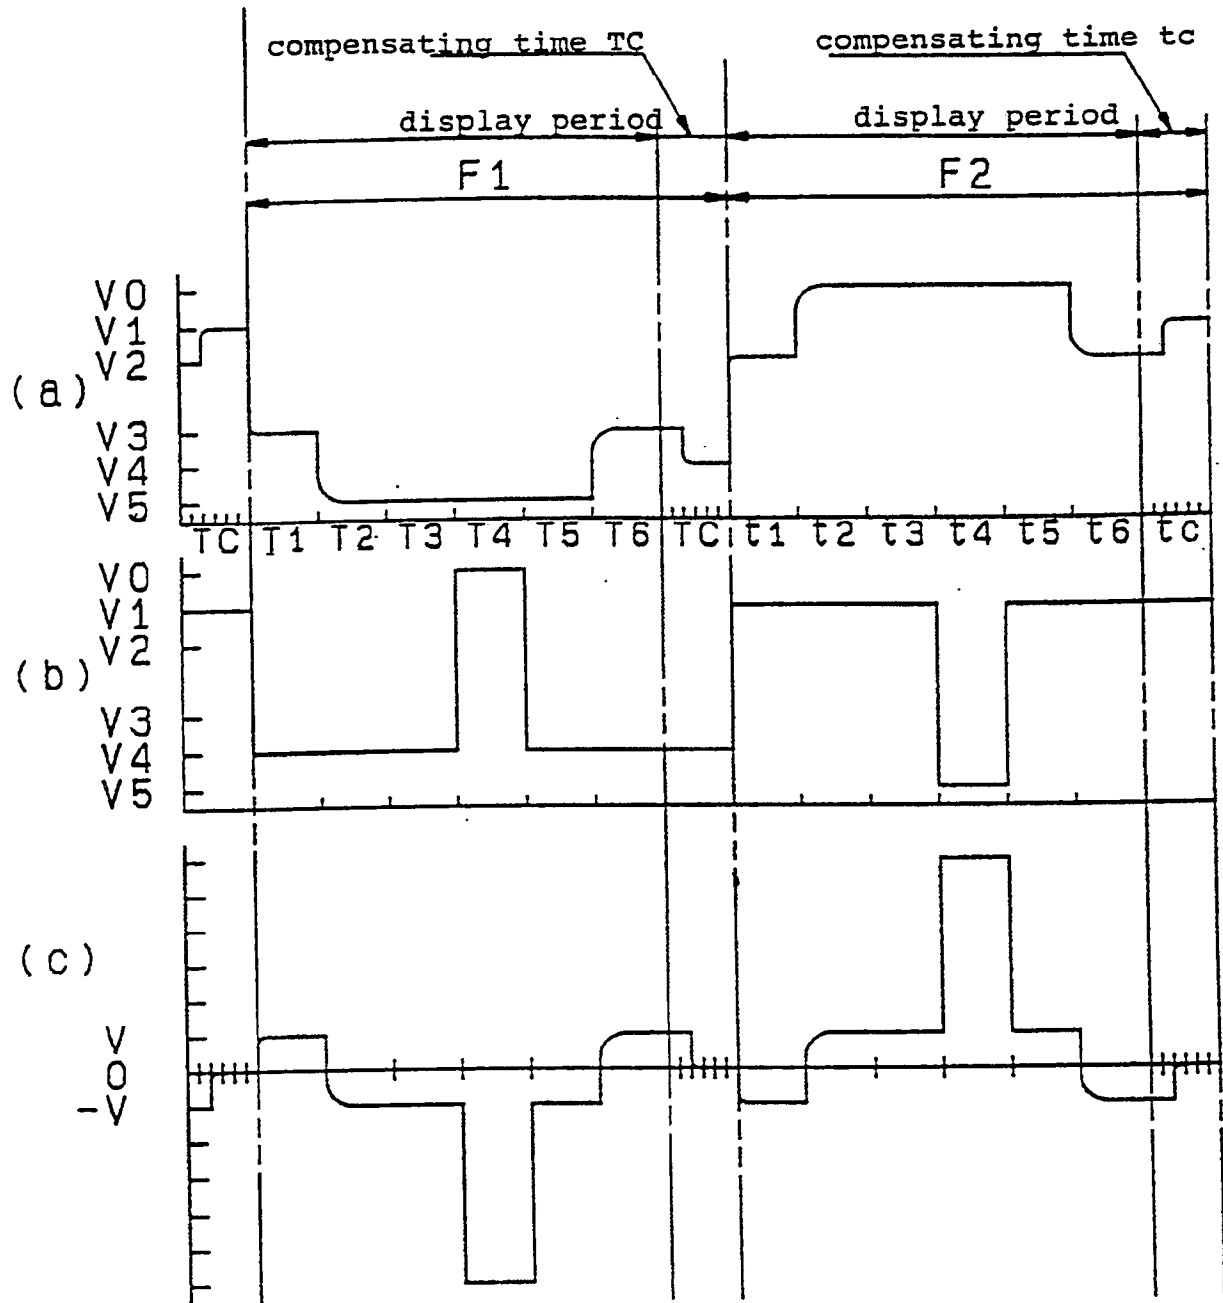 compensating time TC
compensating time tc
display period
display period
F1
F2
(a)
V0
V1
V2
V3
V4
V5
TC T1 T2 T3 T4 T5 T6 TC t1 t2 t3 t4 t5 t6 tc
(b)
V0
V1
V2
V3
V4
V5
(c)
V
0
-V